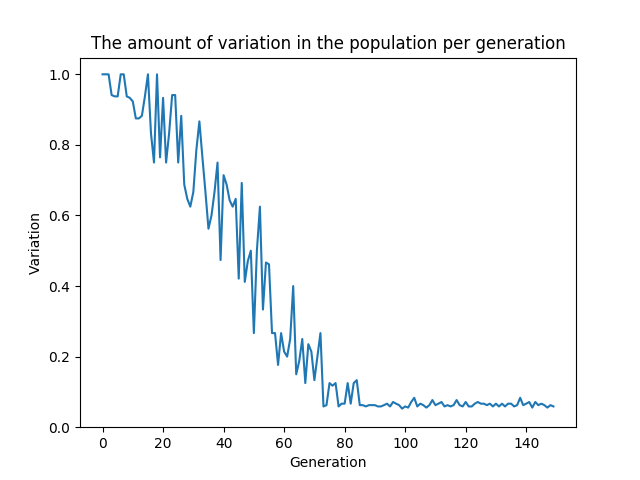 The amount of variation in the population per generation
1.0
0.8
0.6
0.4
0.2
0.0
Variation
0 20 40 60 80 100 120 140
Generation